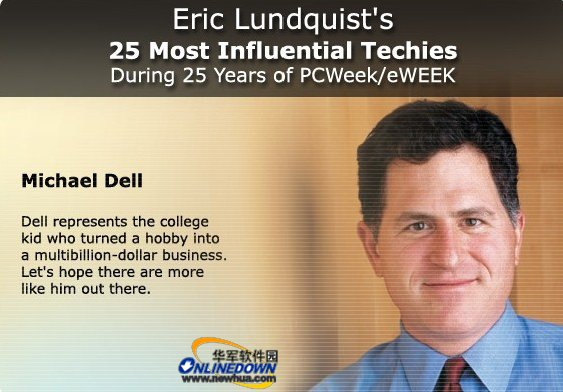 Eric Lundquist's
25 Most Influential Techies
During 25 Years of PCWeek/eWEEK
Michael Dell
Dell represents the college
kid who turned a hobby into
a multibillion-dollar business.
Let's hope there are more
like him out there.
华军软件园
ONLINEDOWN
www.newhua.com